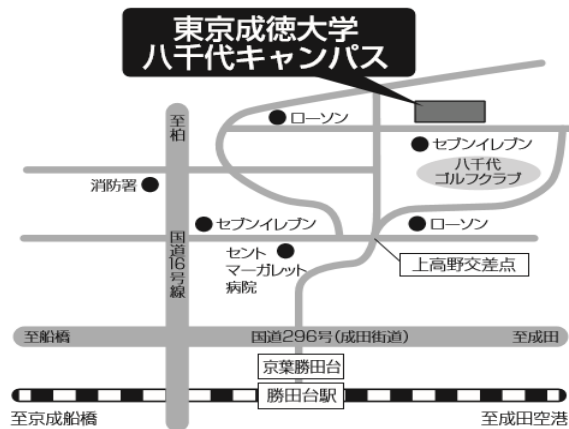 東京成徳大学
八千代キャンパス
至柏
ローソン
セブンイレブン
八千代
ゴルフクラブ
消防署
セブンイレブン
ローソン
国道16号線
セント
マーガレット
病院
上高野交差点
至船橋
国道296号(成田街道)
至成田
京葉勝田台
勝田台駅
至京成船橋
至成田空港